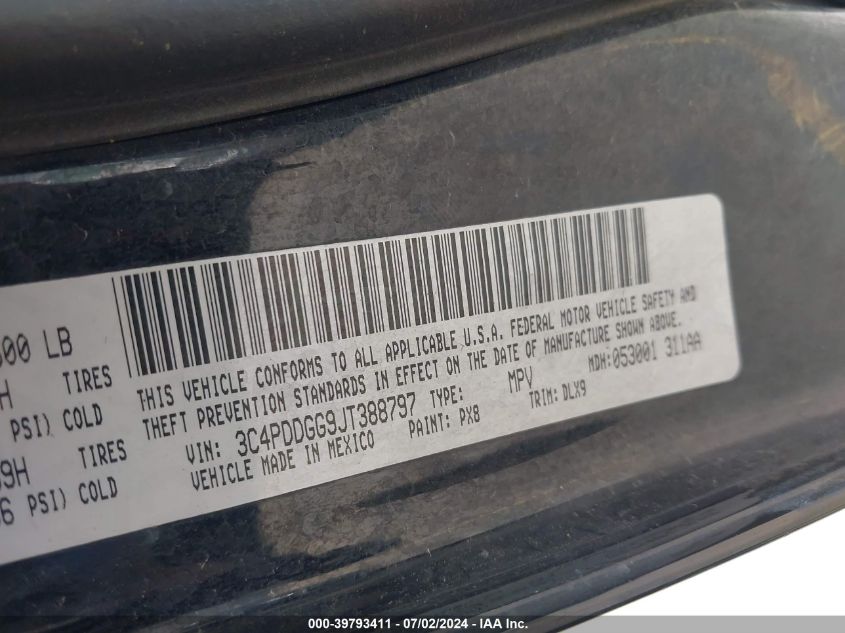 THIS VEHICLE CONFORMS TO ALL APPLICABLE U.S.A. FEDERAL MOTOR VEHICLE SAFETY AND
THEFT PREVENTION STANDARDS IN EFFECT ON THE DATE OF MANUFACTURE SHOWN ABOVE.
VIN: 3C4PDDGG9JT388797 TYPE: MPV MDH:053001 311AA
VEHICLE MADE IN MEXICO PAINT: PX8 TRIM: DLX9
00 LB
H TIRES
PSI) COLD
9H TIRES
6 PSI) COLD
000-39793411 - 07/02/2024 - IAA Inc.